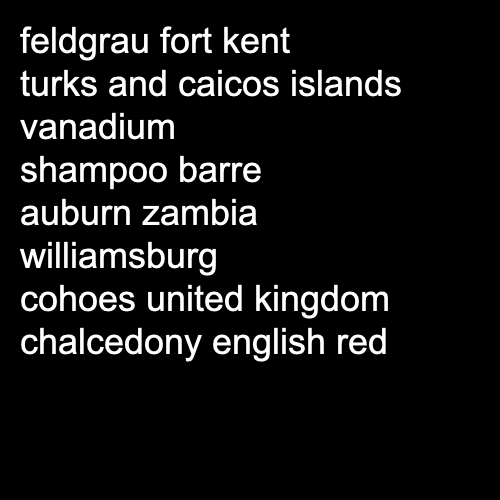 feldgrau fort kent
turks and caicos islands
vanadium
shampoo barre
auburn zambia
williamsburg
cohoes united kingdom
chalcedony english red